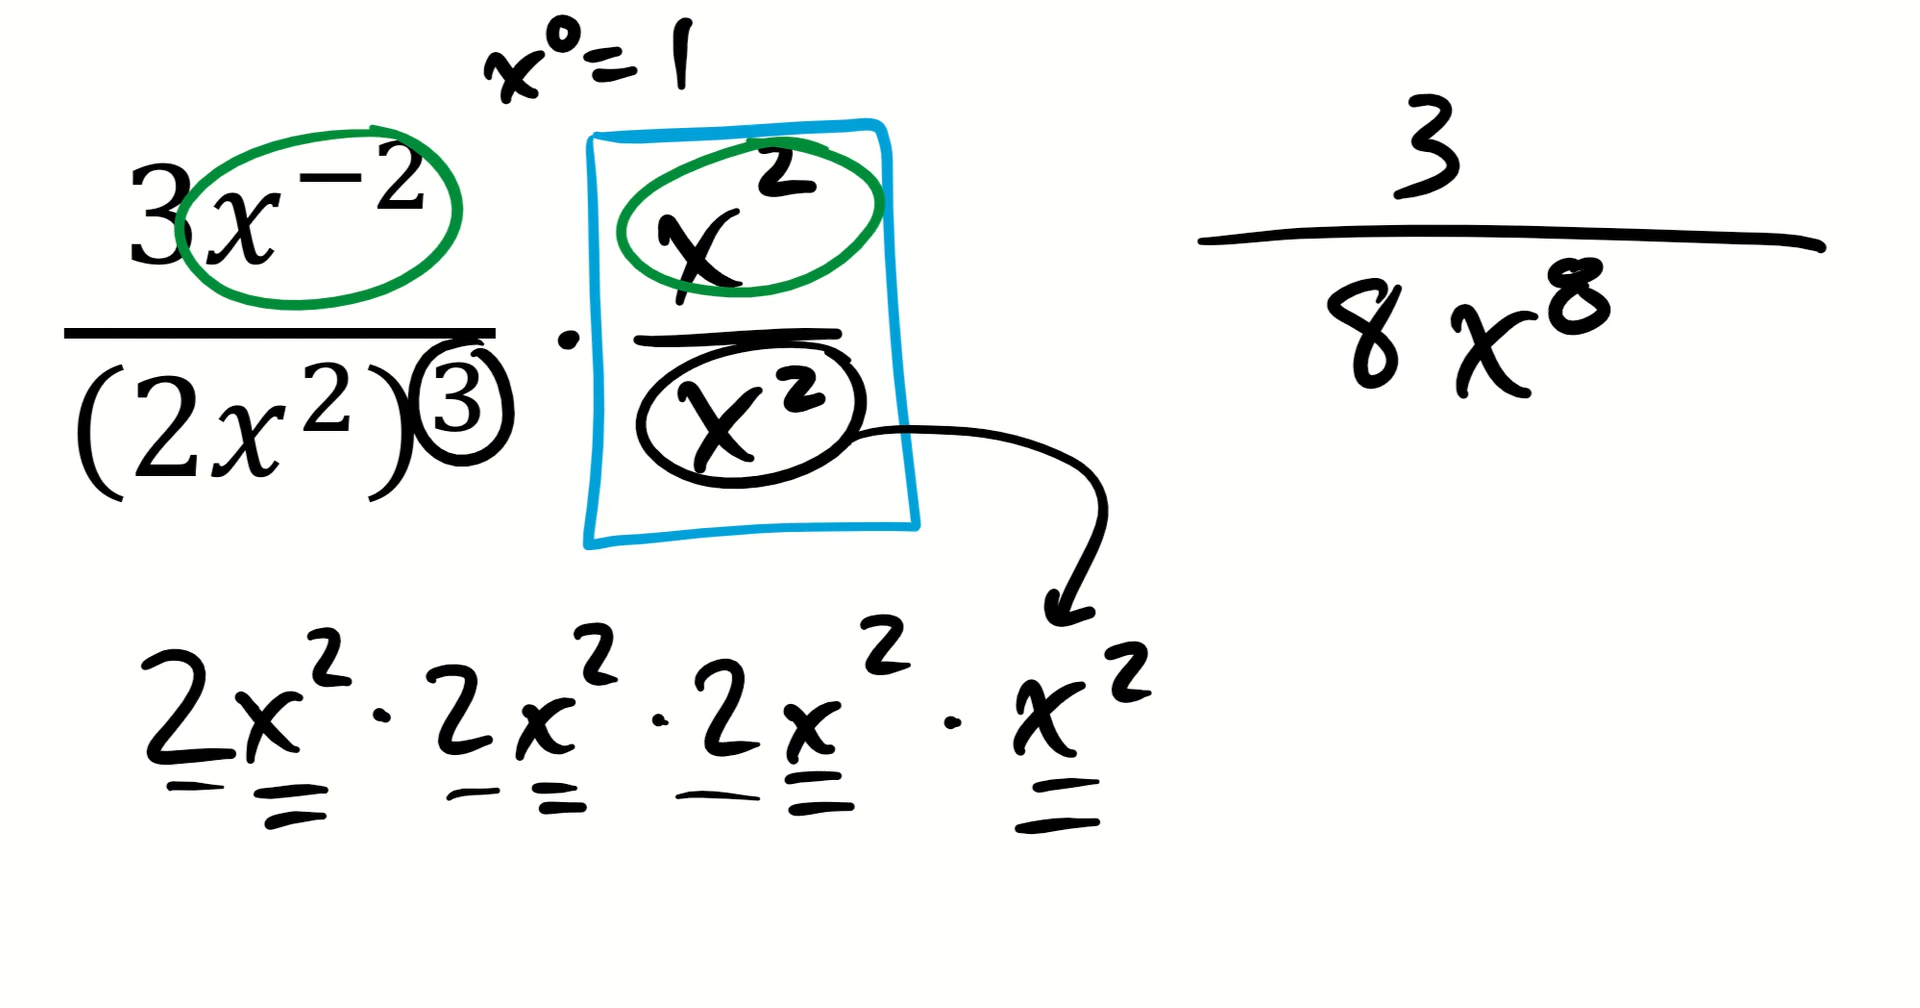 x⁰ = 1
3x⁻² / (2x²)³ · x² / x²
3 / 8x⁸
2x² · 2x² · 2x² · x²